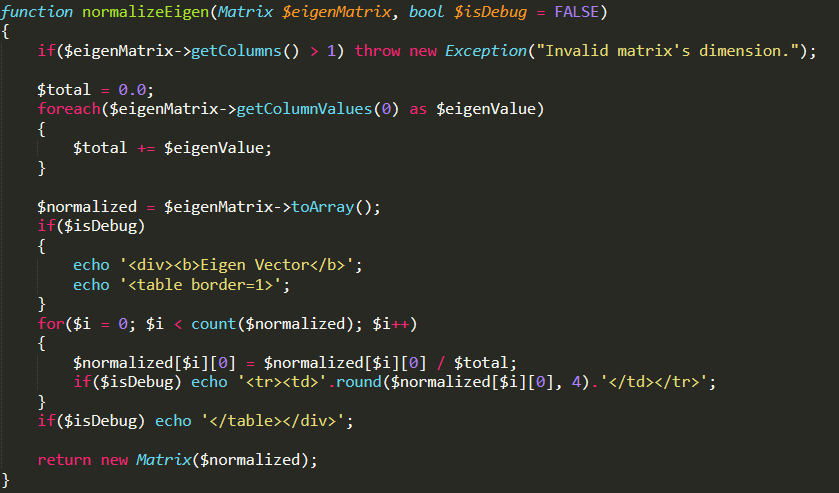 function normalizeEigen(Matrix $eigenMatrix, bool $isDebug = FALSE)
{
    if($eigenMatrix->getColumns() > 1) throw new Exception("Invalid matrix's dimension.");

    $total = 0.0;
    foreach($eigenMatrix->getColumnValues(0) as $eigenValue)
    {
        $total += $eigenValue;
    }

    $normalized = $eigenMatrix->toArray();
    if($isDebug)
    {
        echo '<div><b>Eigen Vector</b>';
        echo '<table border=1>';
    }
    for($i = 0; $i < count($normalized); $i++)
    {
        $normalized[$i][0] = $normalized[$i][0] / $total;
        if($isDebug) echo '<tr><td>'.round($normalized[$i][0], 4).'</td></tr>';
    }
    if($isDebug) echo '</table></div>';

    return new Matrix($normalized);
}